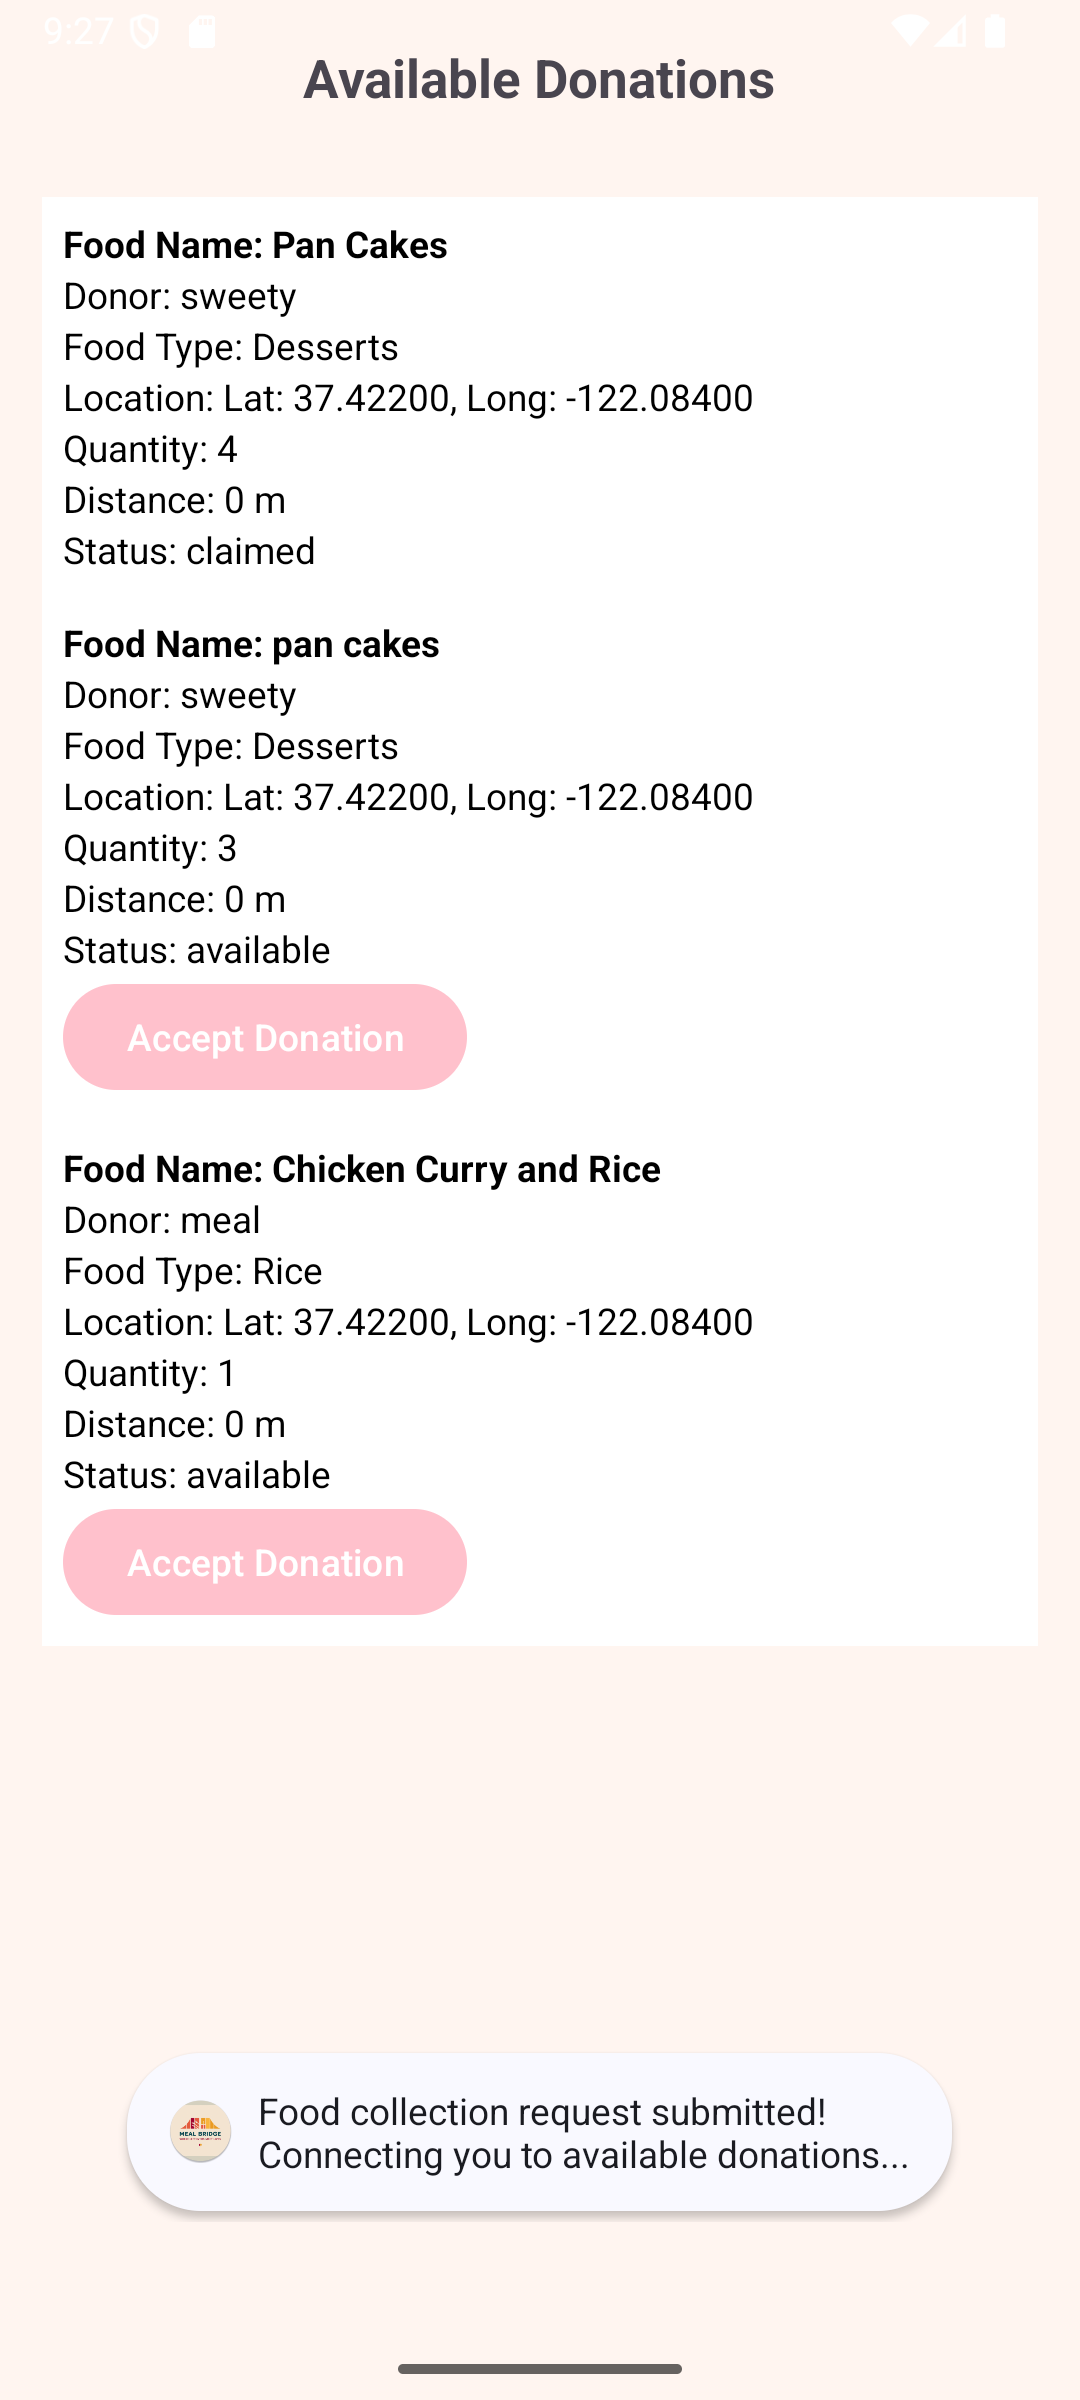 9:27
Available Donations
Food Name: Pan Cakes
Donor: sweety
Food Type: Desserts
Location: Lat: 37.42200, Long: -122.08400
Quantity: 4
Distance: 0 m
Status: claimed
Food Name: pan cakes
Donor: sweety
Food Type: Desserts
Location: Lat: 37.42200, Long: -122.08400
Quantity: 3
Distance: 0 m
Status: available
Accept Donation
Food Name: Chicken Curry and Rice
Donor: meal
Food Type: Rice
Location: Lat: 37.42200, Long: -122.08400
Quantity: 1
Distance: 0 m
Status: available
Accept Donation
MEAL BRIDGE
Food collection request submitted!
Connecting you to available donations...